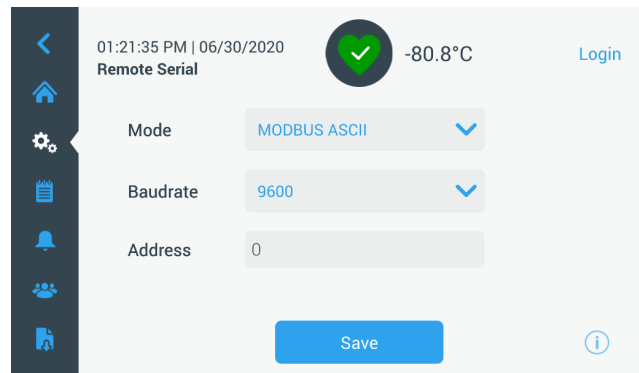 01:21:35 PM | 06/30/2020
Remote Serial
-80.8°C
Login
Mode
MODBUS ASCII
Baudrate
9600
Address
0
Save
i